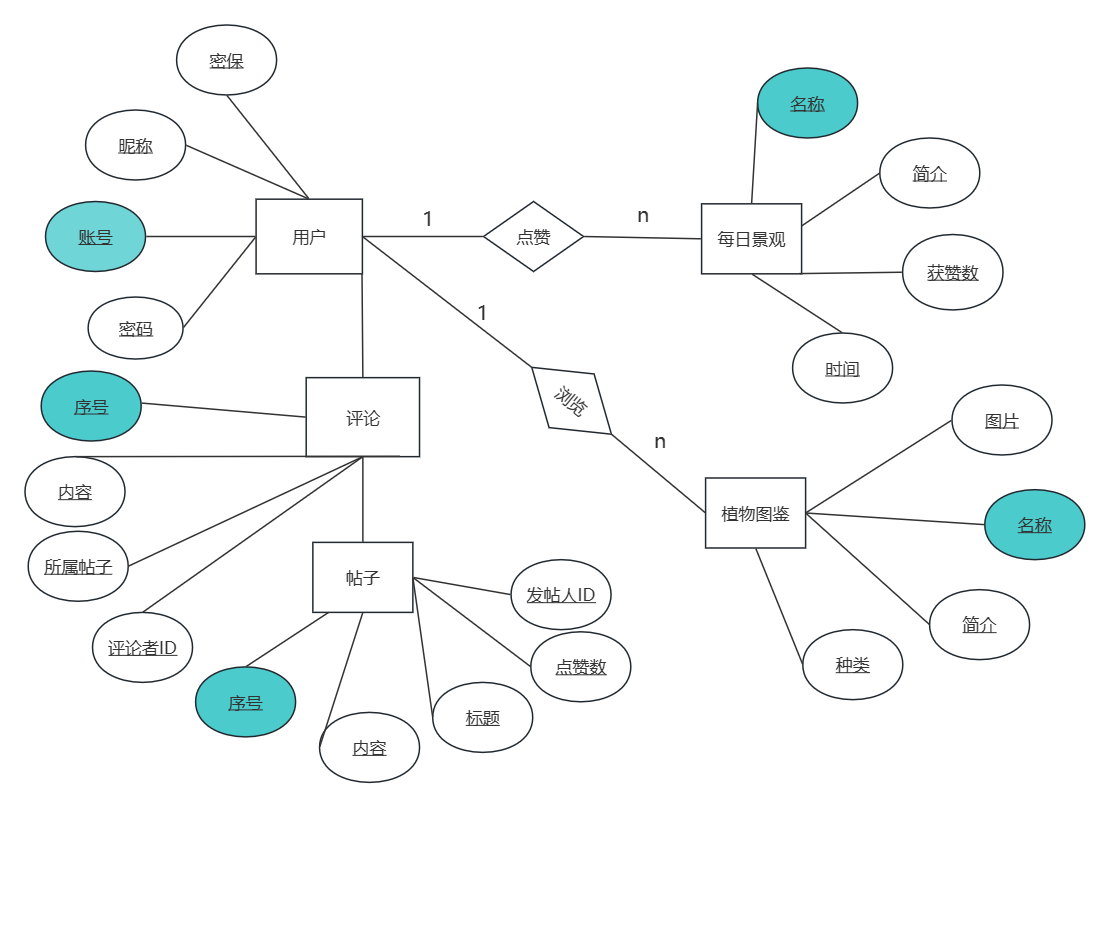 密保
名称
昵称
简介
账号
用户
1
点赞
n
每日景观
获赞数
密码
1
时间
序号
评论
浏览
图片
n
内容
植物图鉴
名称
所属帖子
帖子
发帖人ID
简介
评论者ID
点赞数
种类
序号
标题
内容